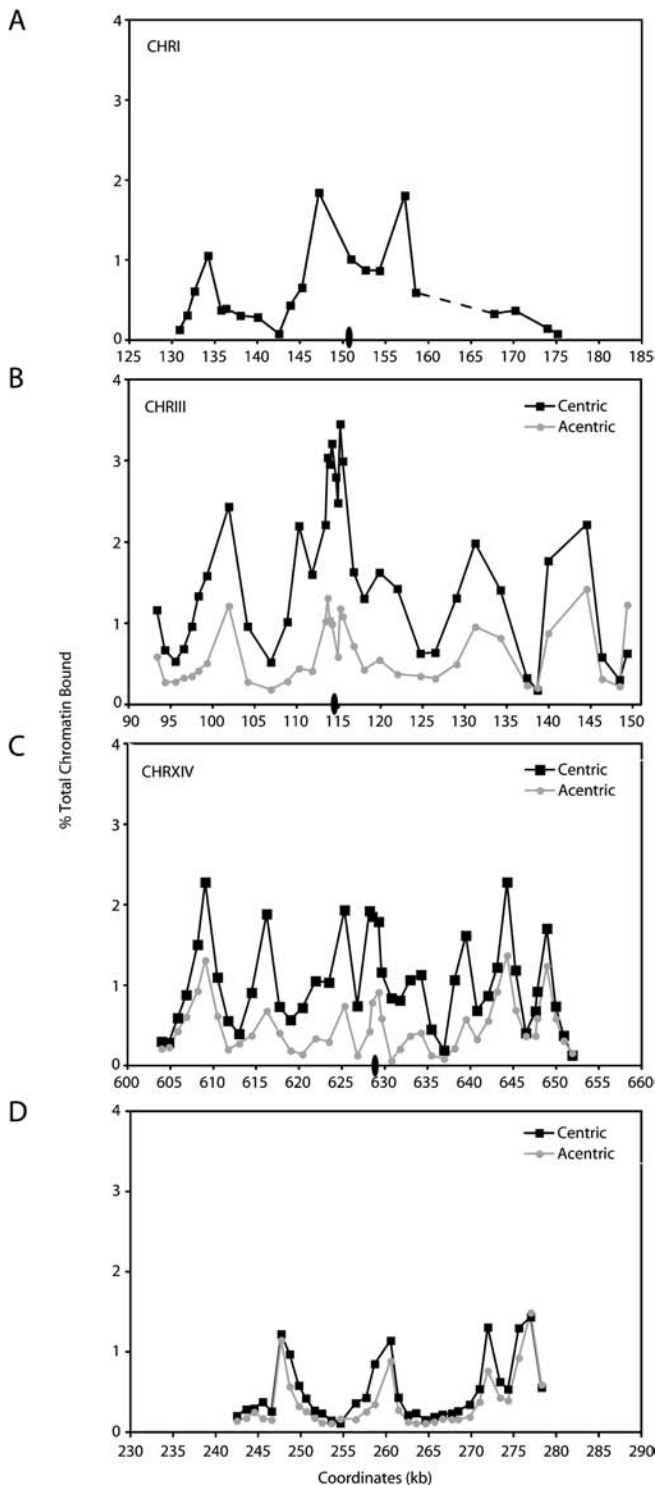 A
CHRI
4
3
2
1
0
125 130 135 140 145 150 155 160 165 170 175 180 185
B
CHRIII
Centric
Acentric
4
3
2
1
0
90 95 100 105 110 115 120 125 130 135 140 145 150
% Total Chromatin Bound
C
CHRXIV
Centric
Acentric
4
3
2
1
0
600 605 610 615 620 625 630 635 640 645 650 655 660
D
Centric
Acentric
4
3
2
1
0
230 235 240 245 250 255 260 265 270 275 280 285 290
Coordinates (kb)